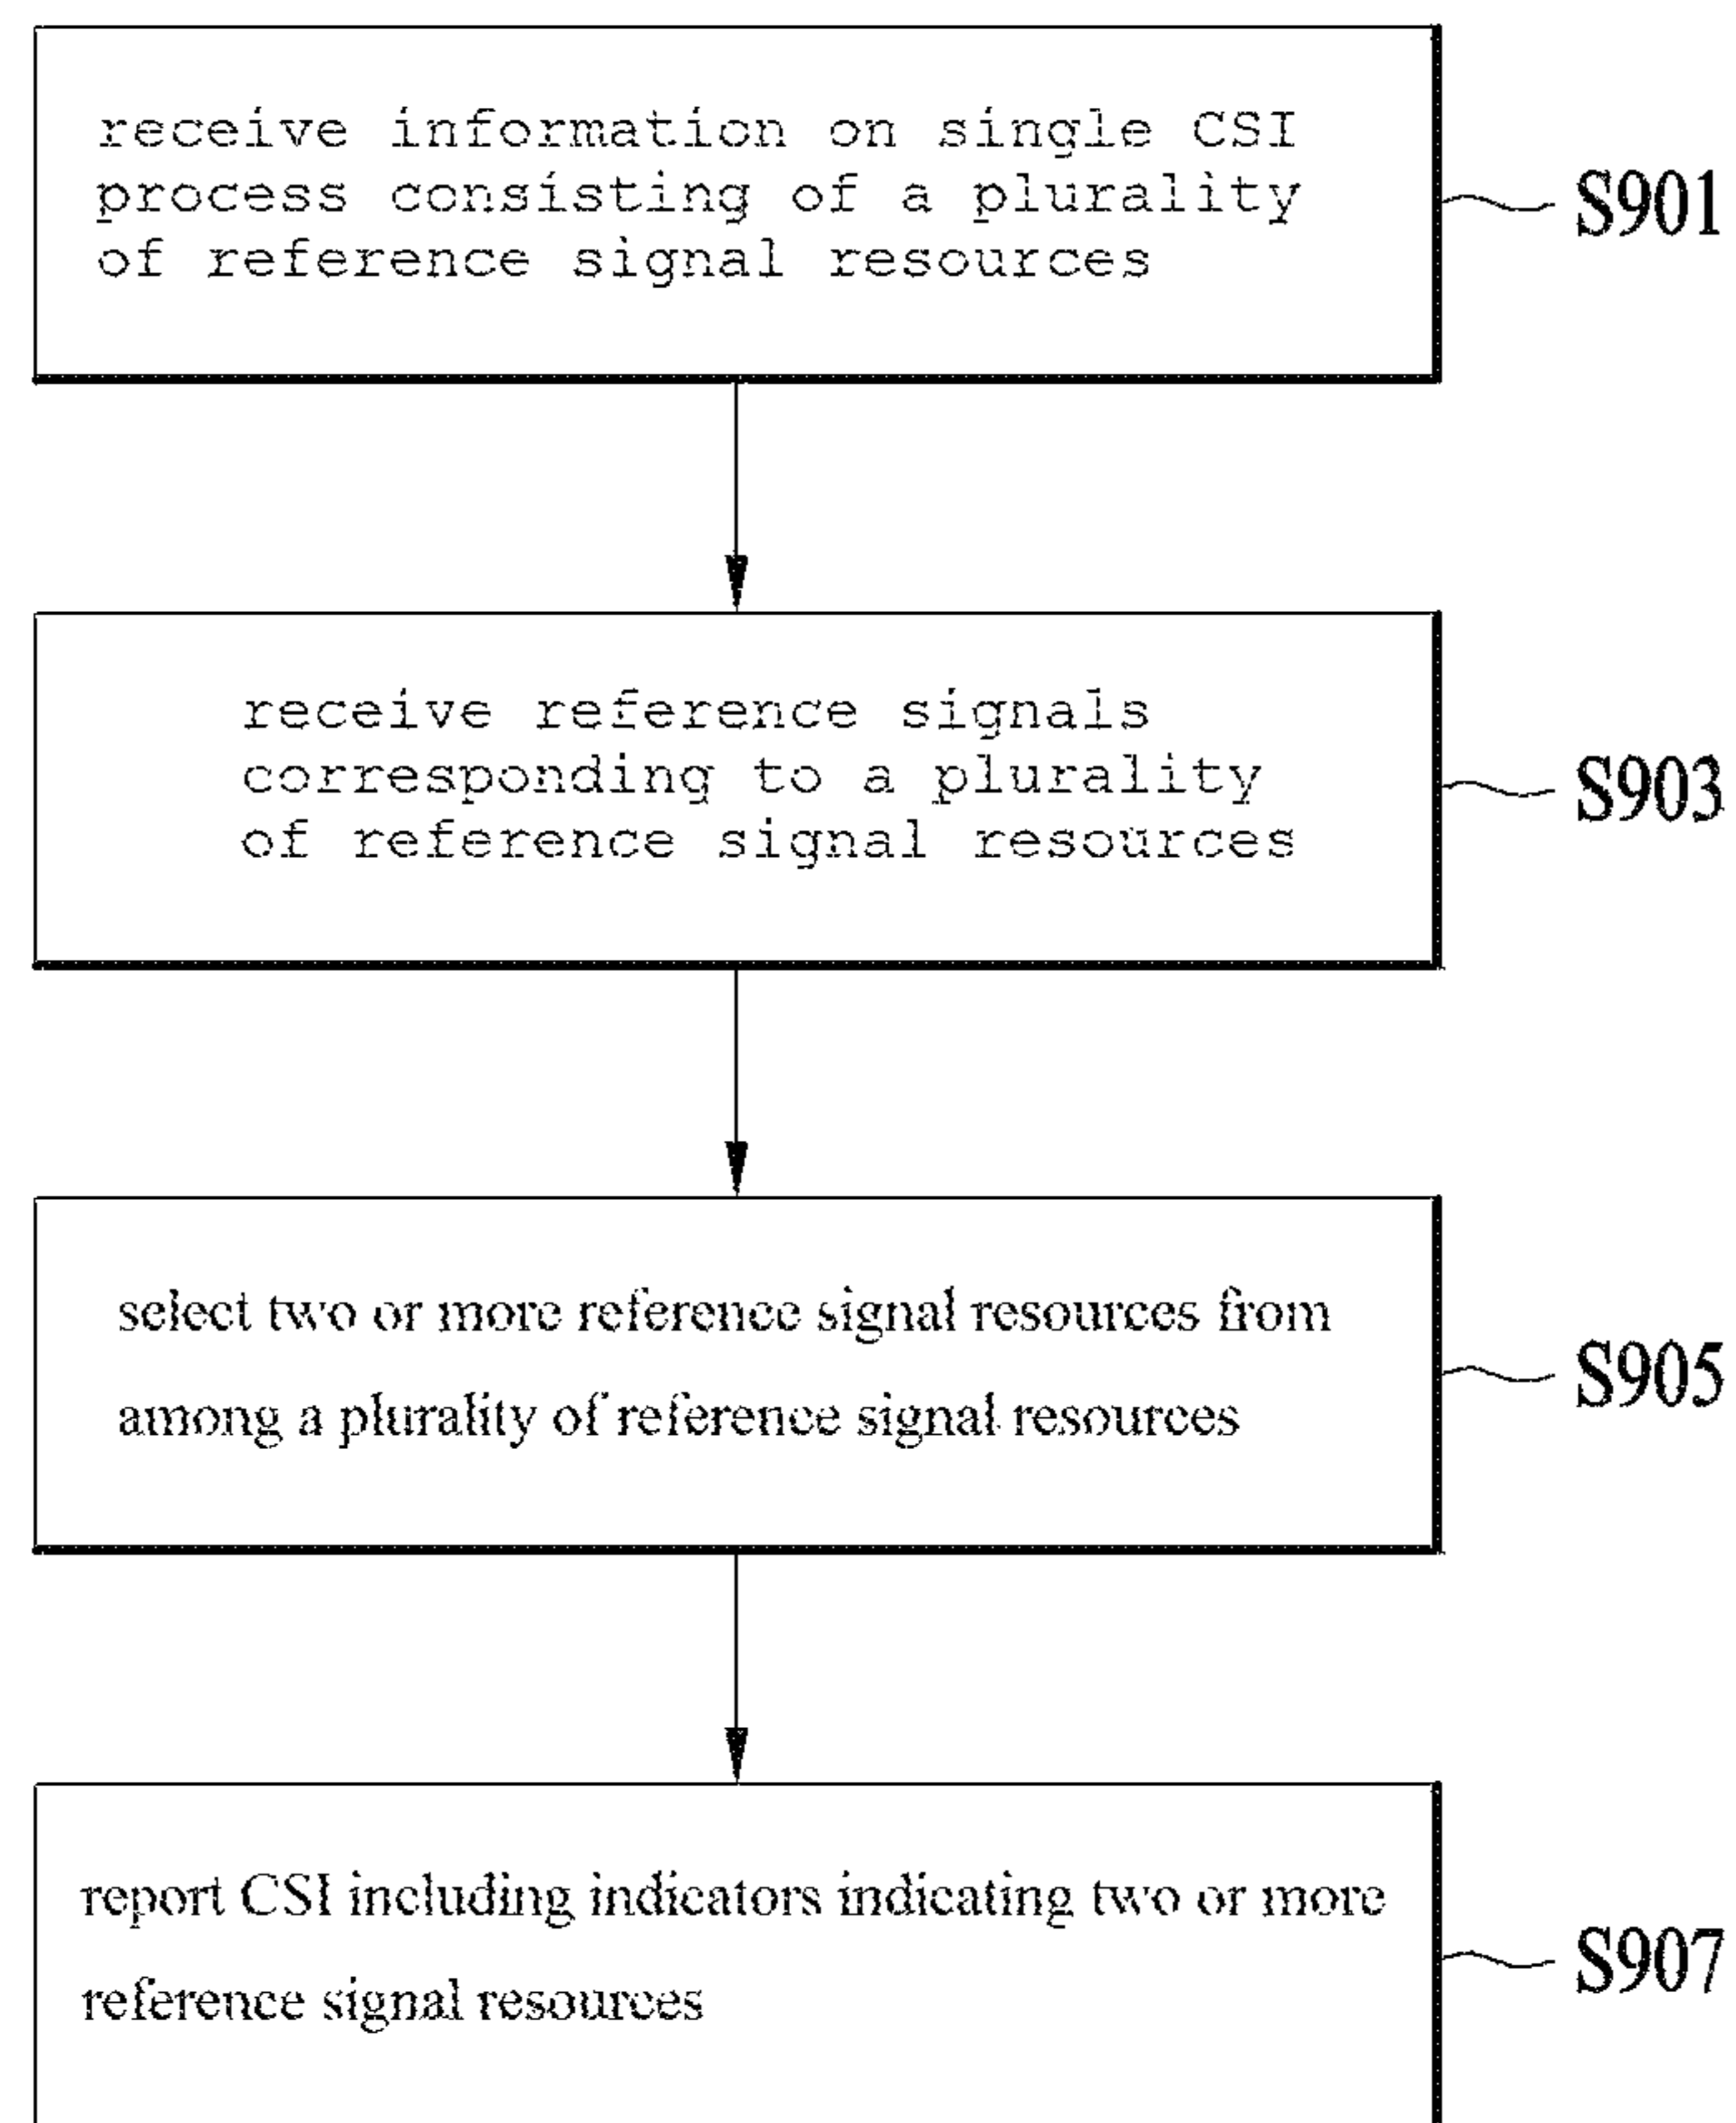 receive information on single CSI
process consisting of a plurality
of reference signal resources
S901
receive reference signals
corresponding to a plurality
of reference signal resources
S903
select two or more reference signal resources from
among a plurality of reference signal resources
S905
report CSI including indicators indicating two or more
reference signal resources
S907